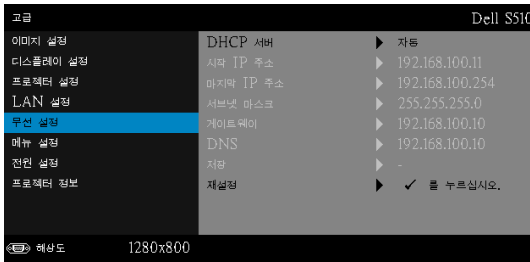 고급 Dell S510
이미지 설정
디스플레이 설정
프로젝터 설정
LAN 설정
무선 설정
메뉴 설정
전원 설정
프로젝터 정보
DHCP 서버 자동
시작 IP 주소 192.168.100.11
마지막 IP 주소 192.168.100.254
서브넷 마스크 255.255.255.0
게이트웨이 192.168.100.10
DNS 192.168.100.10
저장 -
재설정 ✓ 를 누르십시오.
해상도 1280x800